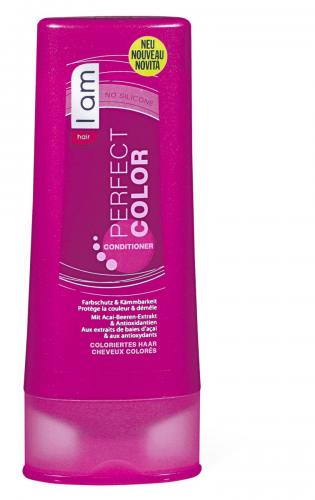 NEU
NOUVEAU
NOVITA
I am
hair
NO SILICONE
PERFECT
COLOR
CONDITIONER
Farbschutz & Kämmbarkeit
Protège la couleur & démêle
Mit Acai-Beeren-Extrakt
& Antioxidantien
Aux extraits de baies d'açaï
& aux antioxydants
COLORIERTES HAAR
CHEVEUX COLORÉS